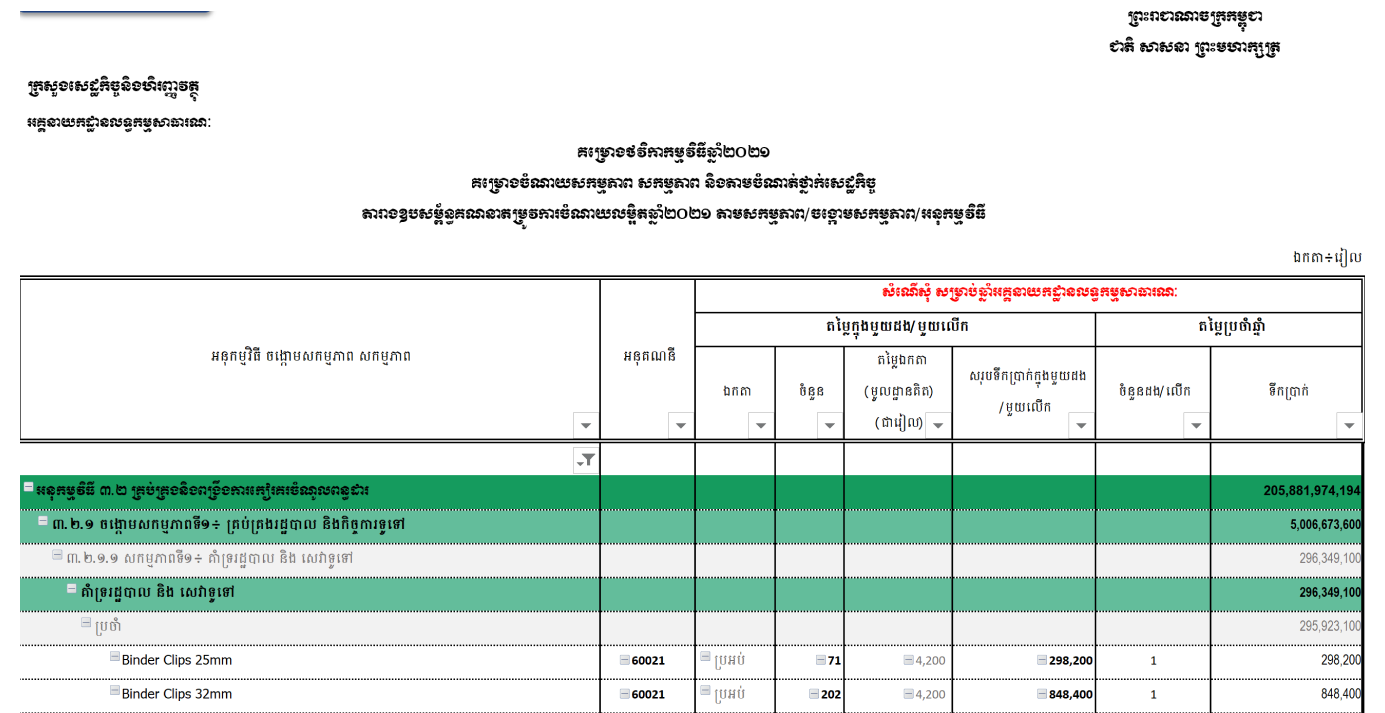 ព្រះរាជាណាចក្រកម្ពុជា
ជាតិ សាសនា ព្រះមហាក្សត្រ
ក្រសួងសេដ្ឋកិច្ចនិងហិរញ្ញវត្ថុ
អគ្គនាយកដ្ឋានលទ្ធកម្មសាធារណៈ
គម្រោងថវិកាកម្មវិធីឆ្នាំ២០២១
គម្រោងចំណាយសកម្មភាព សកម្មភាព និងតាមចំណាត់ថ្នាក់សេដ្ឋកិច្ច
តារាងឧបសម្ព័ន្ធគណនាតម្រូវការចំណាយលម្អិតឆ្នាំ២០២១ តាមសកម្មភាព/ចង្កោមសកម្មភាព/អនុកម្មវិធី
ឯកតា÷រៀល
សំណើសុំ សម្រាប់ឆ្នាំអគ្គនាយកដ្ឋានលទ្ធកម្មសាធារណៈ
តម្លៃក្នុងមួយដង/មួយលើក តម្លៃប្រចាំឆ្នាំ
អនុកម្មវិធី ចង្កោមសកម្មភាព សកម្មភាព អនុគណនី ឯកតា ចំនួន តម្លៃឯកតា (មូលដ្ឋានគិត) (ជារៀល) សរុបទឹកប្រាក់ក្នុងមួយដង /មួយលើក ចំនួនដង/លើក ទឹកប្រាក់
អនុកម្មវិធី ៣.២ គ្រប់គ្រងនិងពង្រឹងការកៀរគរចំណូលពន្ធដារ 205,881,974,194
៣.២.១ ចង្កោមសកម្មភាពទី១÷ គ្រប់គ្រងរដ្ឋបាល និងកិច្ចការទូទៅ 5,006,673,600
៣.២.១.១ សកម្មភាពទី១÷ គាំទ្ររដ្ឋបាល និង សេវាទូទៅ 296,349,100
គាំទ្ររដ្ឋបាល និង សេវាទូទៅ 296,349,100
ប្រចាំ 295,923,100
Binder Clips 25mm 60021 ប្រអប់ 71 4,200 298,200 1 298,200
Binder Clips 32mm 60021 ប្រអប់ 202 4,200 848,400 1 848,400